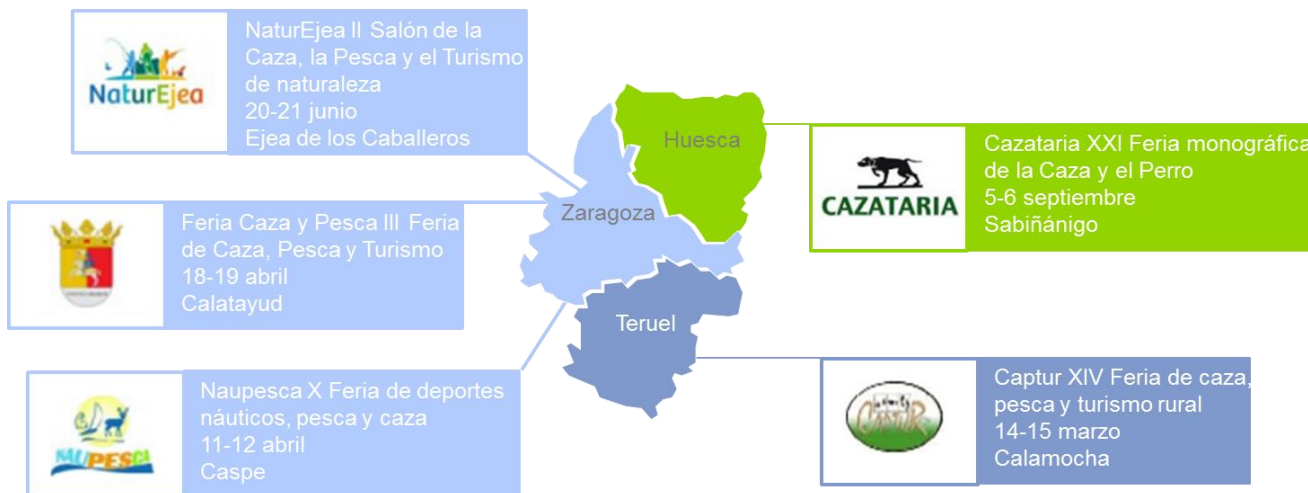 NaturEjea
NaturEjea II Salón de la
Caza, la Pesca y el Turismo
de naturaleza
20-21 junio
Ejea de los Caballeros
Feria Caza y Pesca III Feria
de Caza, Pesca y Turismo
18-19 abril
Calatayud
NAUPESCA
Naupesca X Feria de deportes
náuticos, pesca y caza
11-12 abril
Caspe
Huesca
Zaragoza
Teruel
CAZATARIA
Cazataria XXI Feria monográfica
de la Caza y el Perro
5-6 septiembre
Sabiñánigo
CAPTUR
Captur XIV Feria de caza,
pesca y turismo rural
14-15 marzo
Calamocha